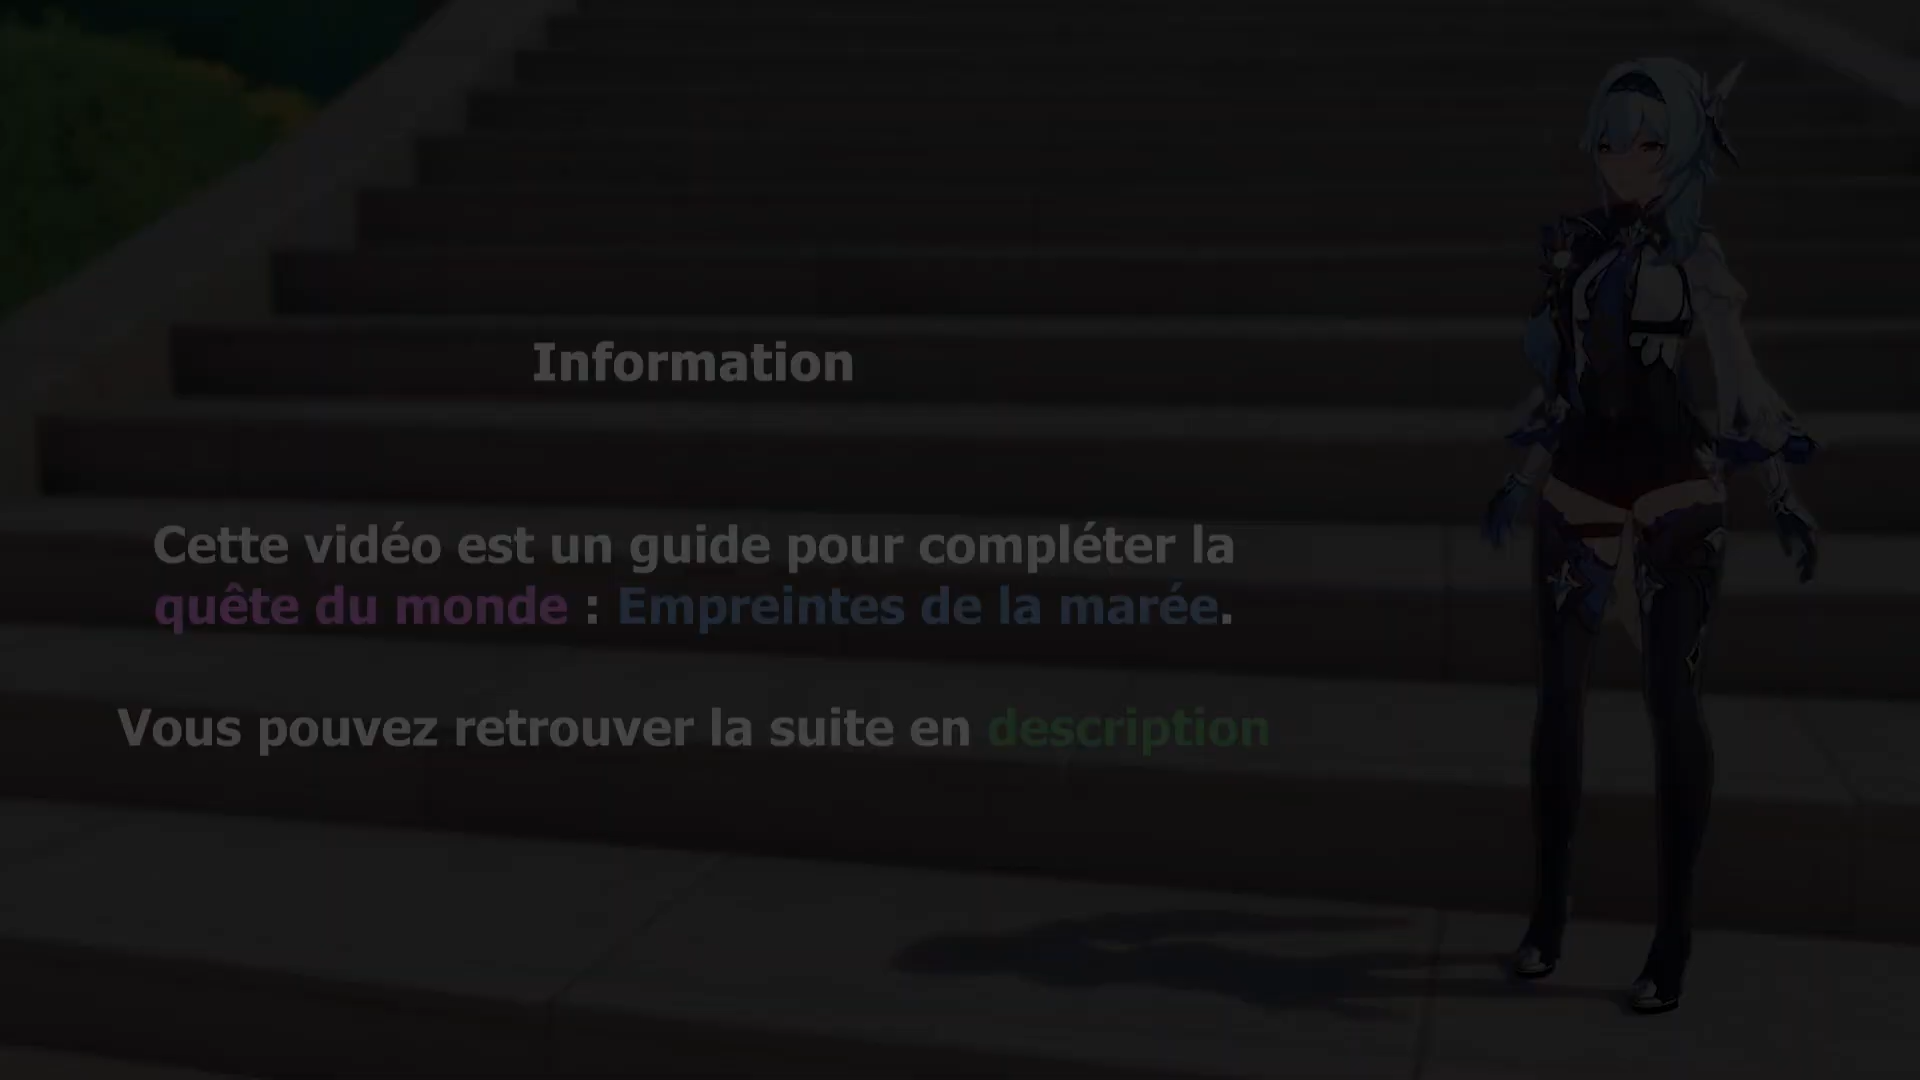 Information
Cette vidéo est un guide pour compléter la
quête du monde : Empreintes de la marée.
Vous pouvez retrouver la suite en description